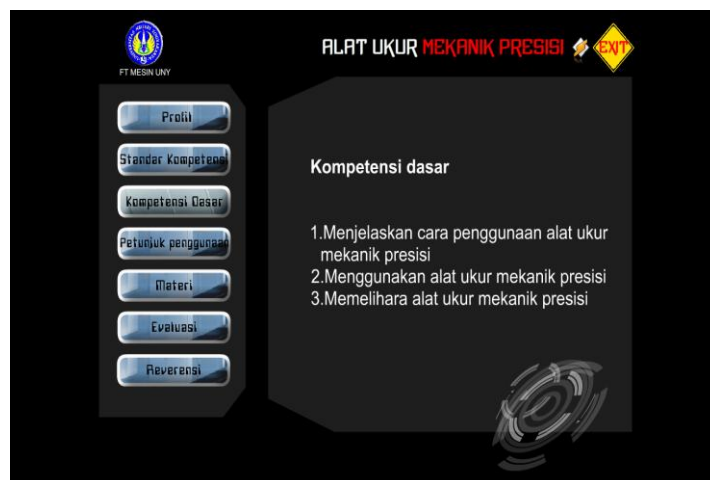 FT MESIN UNY
ALAT UKUR MEKANIK PRESISI
EXIT
Profil
Standar Kompetensi
Kompetensi Dasar
Petunjuk penggunaan
Materi
Evaluasi
Reverensi
Kompetensi dasar
1.Menjelaskan cara penggunaan alat ukur
mekanik presisi
2.Menggunakan alat ukur mekanik presisi
3.Memelihara alat ukur mekanik presisi